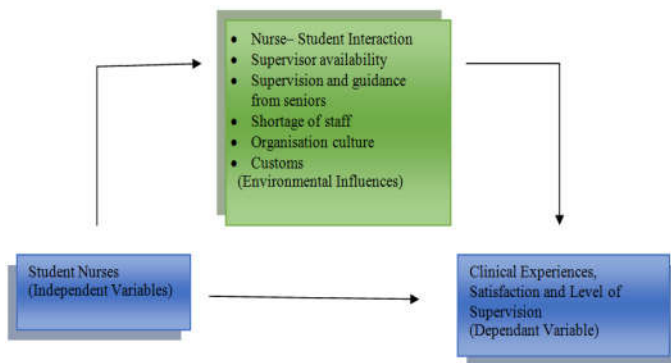 • Nurse– Student Interaction
• Supervisor availability
• Supervision and guidance
from seniors
• Shortage of staff
• Organisation culture
• Customs
(Environmental Influences)
Student Nurses
(Independent Variables)
Clinical Experiences,
Satisfaction and Level of
Supervision
(Dependant Variable)